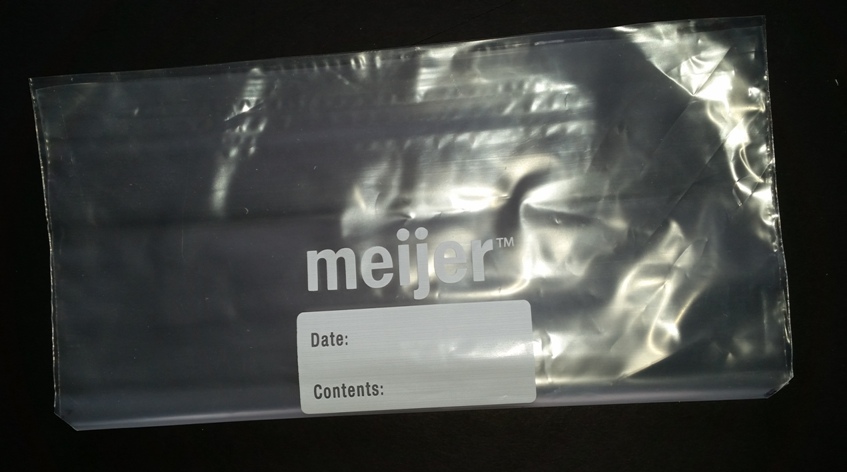 meijer™
Date:
Contents: